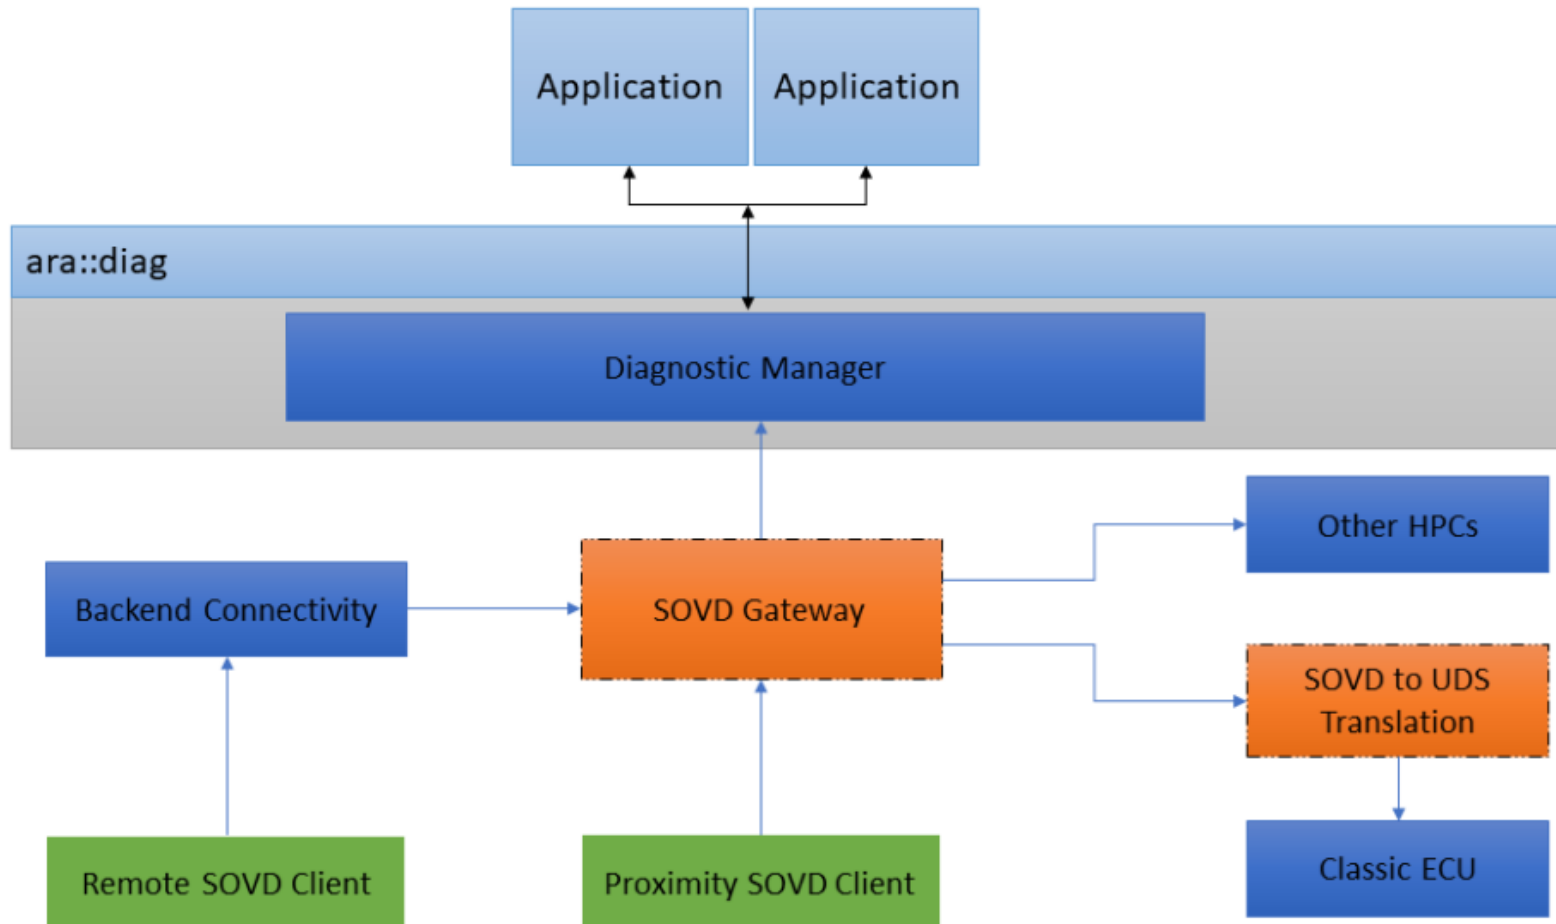 Application
Application
ara::diag
Diagnostic Manager
Other HPCs
Backend Connectivity
SOVD Gateway
SOVD to UDS
Translation
Remote SOVD Client
Proximity SOVD Client
Classic ECU